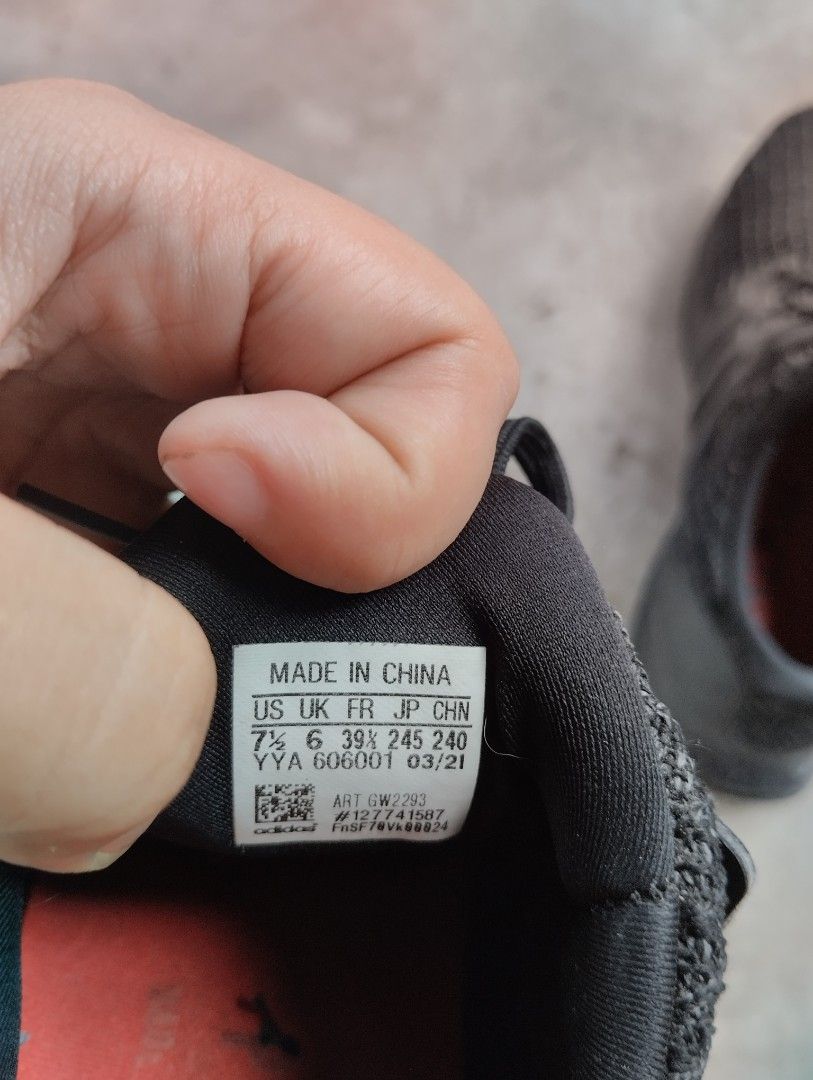 MADE IN CHINA
US UK FR JP CHN
7½ 6 39⅓ 245 240
YYA 606001 03/21
ART GW2293
#127741587
adidas FnSF70Vk00024